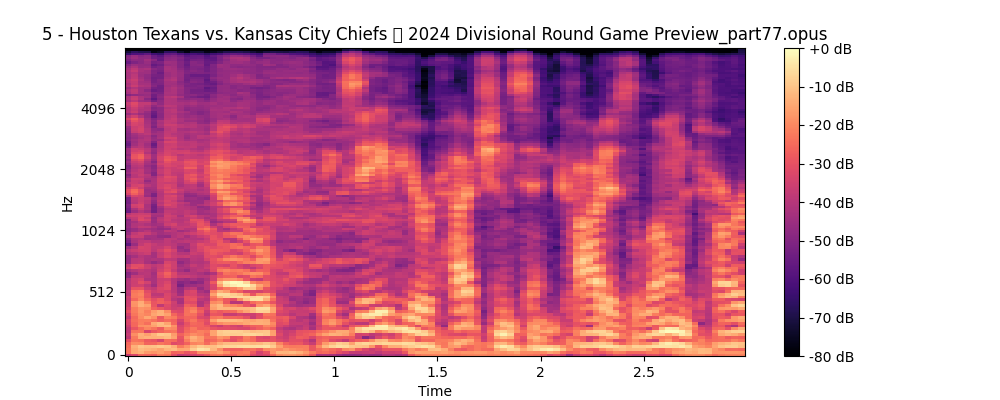 5 - Houston Texans vs. Kansas City Chiefs ｜ 2024 Divisional Round Game Preview_part77.opus
+0 dB
-10 dB
-20 dB
-30 dB
-40 dB
-50 dB
-60 dB
-70 dB
-80 dB
4096
2048
1024
512
0
Hz
0
0.5
1
1.5
2
2.5
Time